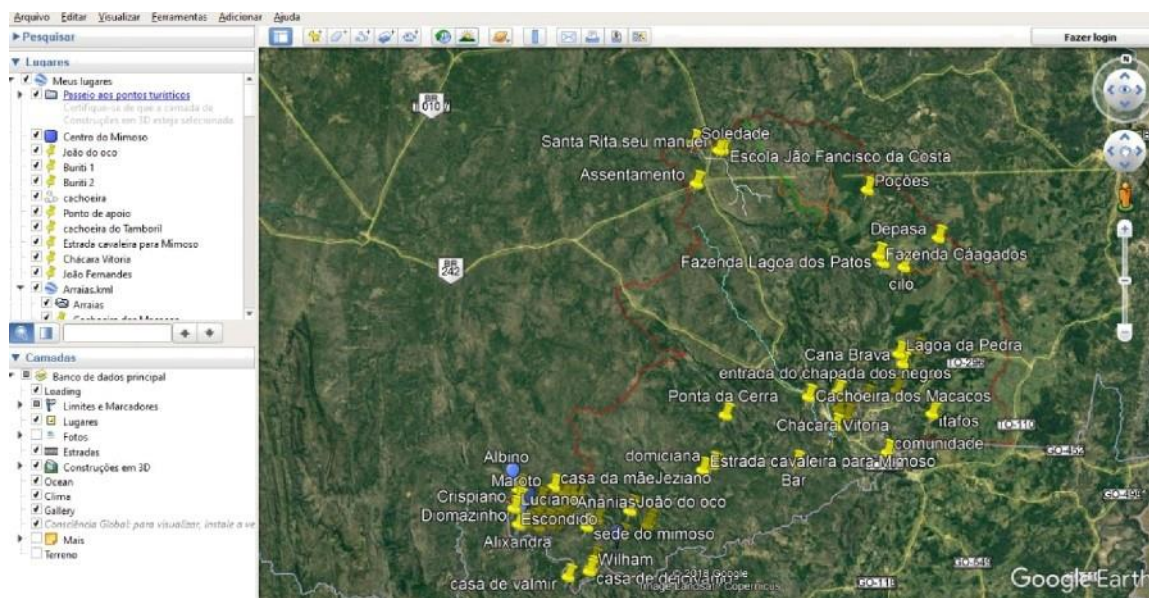 Arquivo Editar Visualizar Ferramentas Adicionar Ajuda
Pesquisar
Fazer login
Lugares
Meus lugares
Passeio aos pontos turísticos
Certifique-se de que a camada de
Construções em 3D esteja selecionada
Centro do Mimoso
João do oco
Buriti 1
Buriti 2
cachoeira
Ponto de apoio
cachoeira do Tamboril
Estrada cavaleira para Mimoso
Chácara Vitoria
João Fernandes
Arraias.kml
Arraias
Cachoeira dos Macacos
Camadas
Banco de dados principal
Loading
Limites e Marcadores
Lugares
Fotos
Estradas
Construções em 3D
Ocean
Clima
Gallery
Consciência Global: para visualizar, instale a ve
Mais
Terreno
N
BR
010
Santa Rita.seu manuel
Soledade
Escola Jão Fancisco da Costa
Assentamento
Poções
Depasa
BR
242
Fazenda Lagoa dos Patos
Fazenda Cáagados
cilo
Lagoa da Pedra
Cana Brava
TO-296
entrada do chapada dos negros
Ponta da Cerra
Cachoeira dos Macacos
itafos
Chácara Vitoria
TO-110
comunidade
GO-452
domiciana
Estrada cavaleira para Mimoso
Bar
Albino
casa da mãe
Jeziano
Maroto
Crispiano
Luciano
Ananias
João do oco
Diomazinho
Escondido
sede do mimoso
Alixandra
Wilham
casa de valmir
© 2018 Google
Image Landsat / Copernicus
GO-118
Google Earth